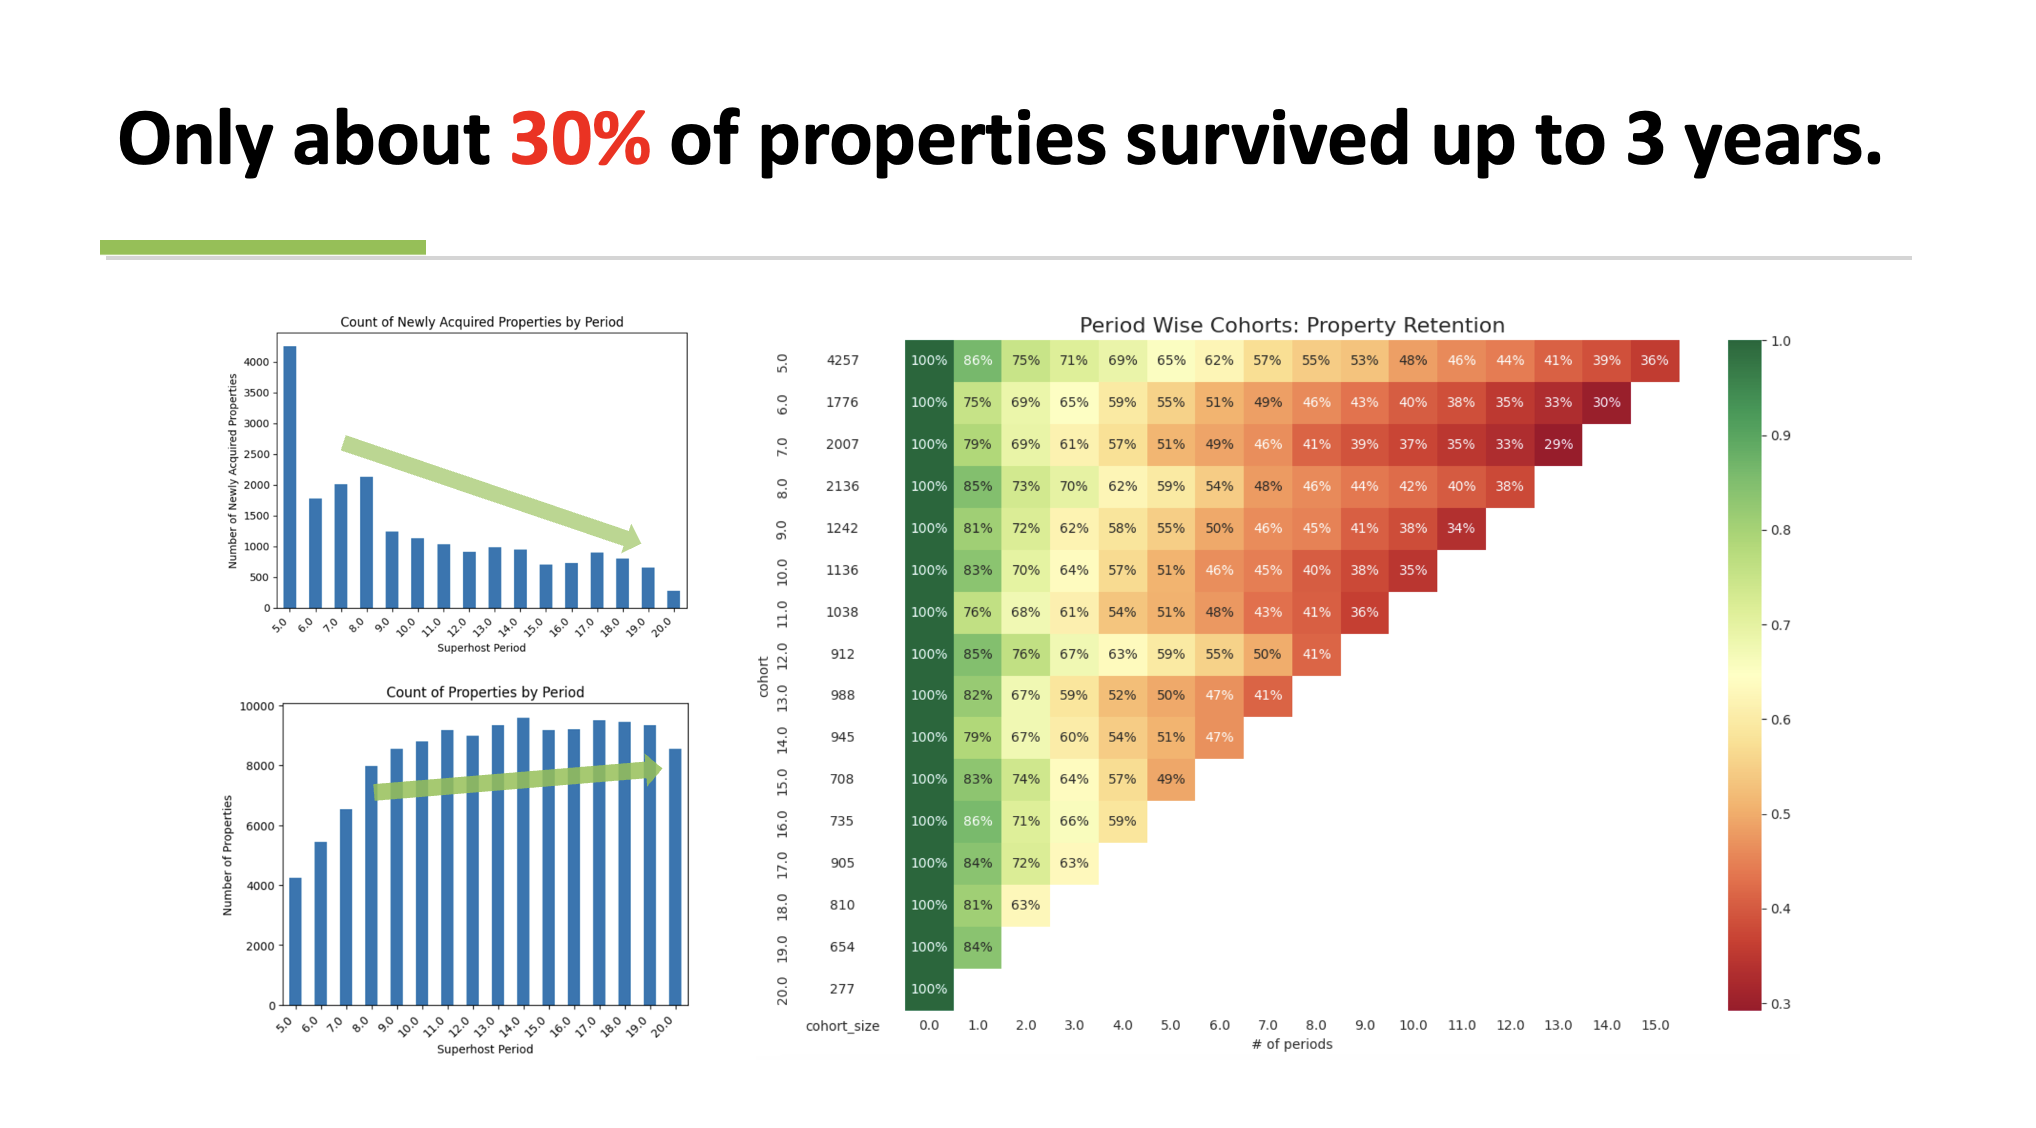 Only about 30% of properties survived up to 3 years.
Count of Newly Acquired Properties by Period
Number of Newly Acquired Properties
4000
3500
3000
2500
2000
1500
1000
500
0
5.0 6.0 7.0 8.0 9.0 10.0 11.0 12.0 13.0 14.0 15.0 16.0 17.0 18.0 19.0 20.0
Superhost Period
Count of Properties by Period
Number of Properties
10000
8000
6000
4000
2000
0
5.0 6.0 7.0 8.0 9.0 10.0 11.0 12.0 13.0 14.0 15.0 16.0 17.0 18.0 19.0 20.0
Superhost Period
Period Wise Cohorts: Property Retention
cohort
5.0 4257 100% 86% 75% 71% 69% 65% 62% 57% 55% 53% 48% 46% 44% 41% 39% 36%
6.0 1776 100% 75% 69% 65% 59% 55% 51% 49% 46% 43% 40% 38% 35% 33% 30%
7.0 2007 100% 79% 69% 61% 57% 51% 49% 46% 41% 39% 37% 35% 33% 29%
8.0 2136 100% 85% 73% 70% 62% 59% 54% 48% 46% 44% 42% 40% 38%
9.0 1242 100% 81% 72% 62% 58% 55% 50% 46% 45% 41% 38% 34%
10.0 1136 100% 83% 70% 64% 57% 51% 46% 45% 40% 38% 35%
11.0 1038 100% 76% 68% 61% 54% 51% 48% 43% 41% 36%
12.0 912 100% 85% 76% 67% 63% 59% 55% 50% 41%
13.0 988 100% 82% 67% 59% 52% 50% 47% 41%
14.0 945 100% 79% 67% 60% 54% 51% 47%
15.0 708 100% 83% 74% 64% 57% 49%
16.0 735 100% 86% 71% 66% 59%
17.0 905 100% 84% 72% 63%
18.0 810 100% 81% 63%
19.0 654 100% 84%
20.0 277 100%
cohort_size 0.0 1.0 2.0 3.0 4.0 5.0 6.0 7.0 8.0 9.0 10.0 11.0 12.0 13.0 14.0 15.0
# of periods
1.0
0.9
0.8
0.7
0.6
0.5
0.4
0.3